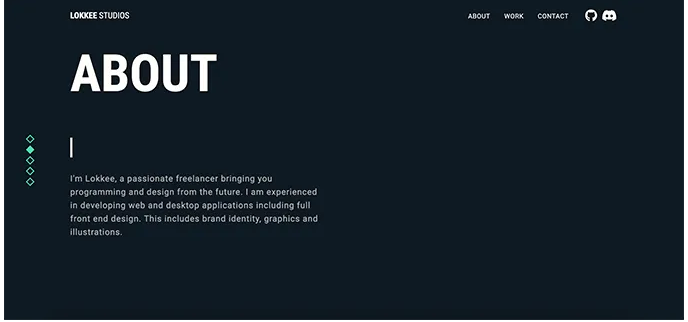 LOKKEE STUDIOS
ABOUT WORK CONTACT
ABOUT
I'm Lokkee, a passionate freelancer bringing you
programming and design from the future. I am experienced
in developing web and desktop applications including full
front end design. This includes brand identity, graphics and
illustrations.